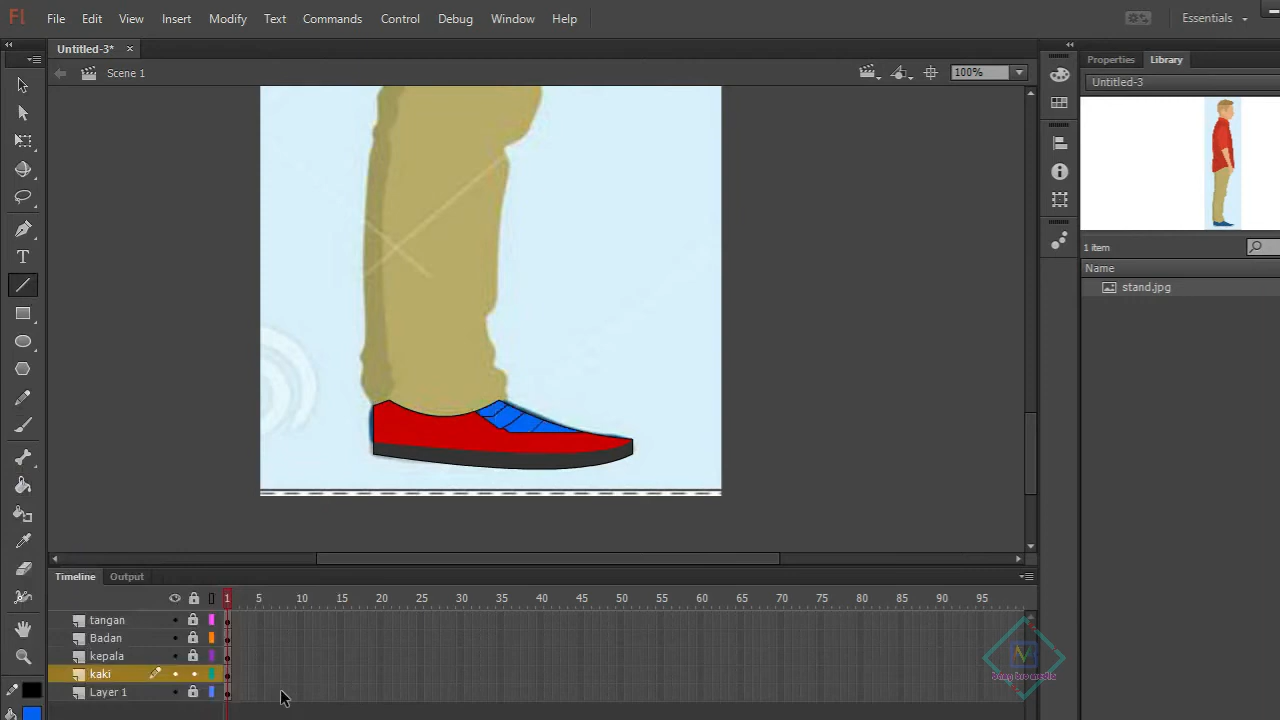 Fl File Edit View Insert Modify Text Commands Control Debug Window Help Essentials
Untitled-3* × Properties Library
Scene 1 100% Untitled-3
1 item
Name
stand.jpg
Timeline Output
1 5 10 15 20 25 30 35 40 45 50 55 60 65 70 75 80 85 90 95
tangan
Badan
kepala
kaki
Layer 1